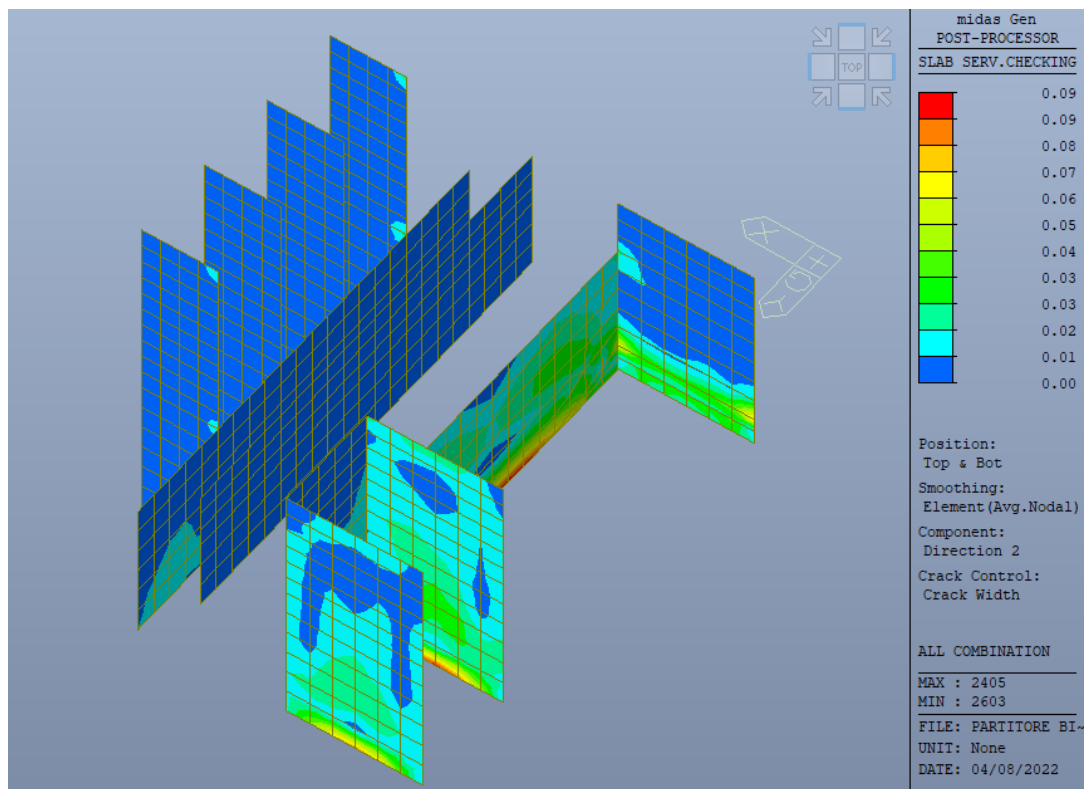 midas Gen
POST-PROCESSOR
SLAB SERV.CHECKING
0.09
0.09
0.08
0.07
0.06
0.05
0.04
0.03
0.03
0.02
0.01
0.00
Position:
Top & Bot
Smoothing:
Element(Avg.Nodal)
Component:
Direction 2
Crack Control:
Crack Width
ALL COMBINATION
MAX : 2405
MIN : 2603
FILE: PARTITORE BI~
UNIT: None
DATE: 04/08/2022
TOP
X
Y